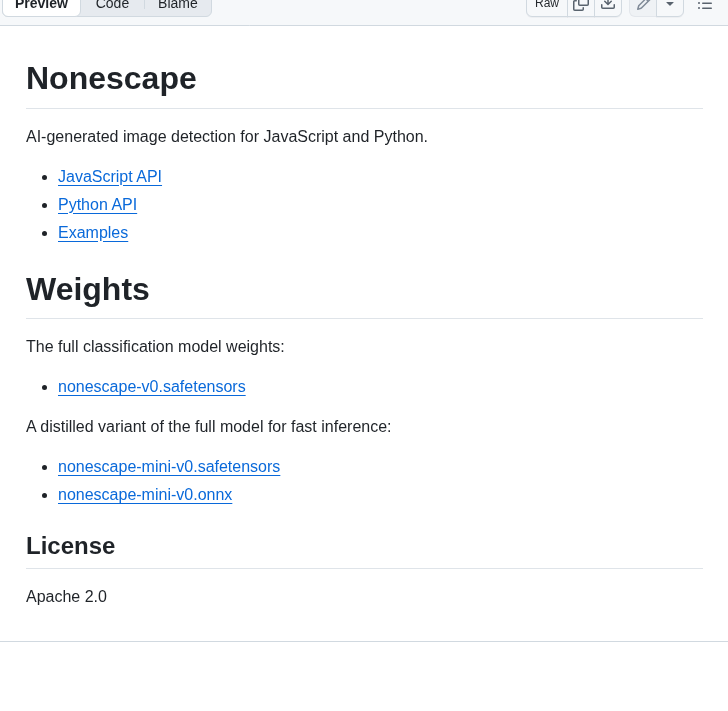 Preview Code Blame Raw
Nonescape
AI-generated image detection for JavaScript and Python.
JavaScript API
Python API
Examples
Weights
The full classification model weights:
nonescape-v0.safetensors
A distilled variant of the full model for fast inference:
nonescape-mini-v0.safetensors
nonescape-mini-v0.onnx
License
Apache 2.0